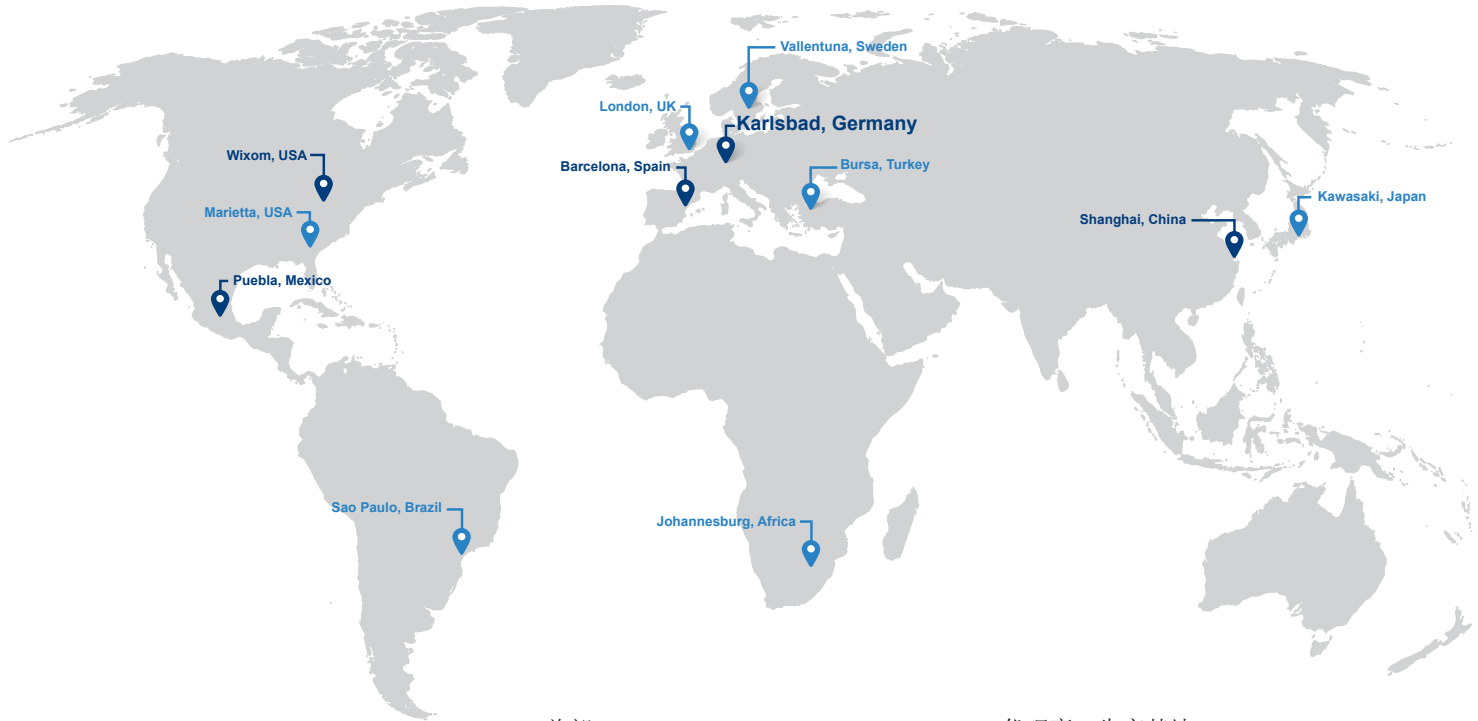 Vallentuna, Sweden
London, UK
Karlsbad, Germany
Wixom, USA
Barcelona, Spain
Bursa, Turkey
Marietta, USA
Kawasaki, Japan
Shanghai, China
Puebla, Mexico
Sao Paulo, Brazil
Johannesburg, Africa